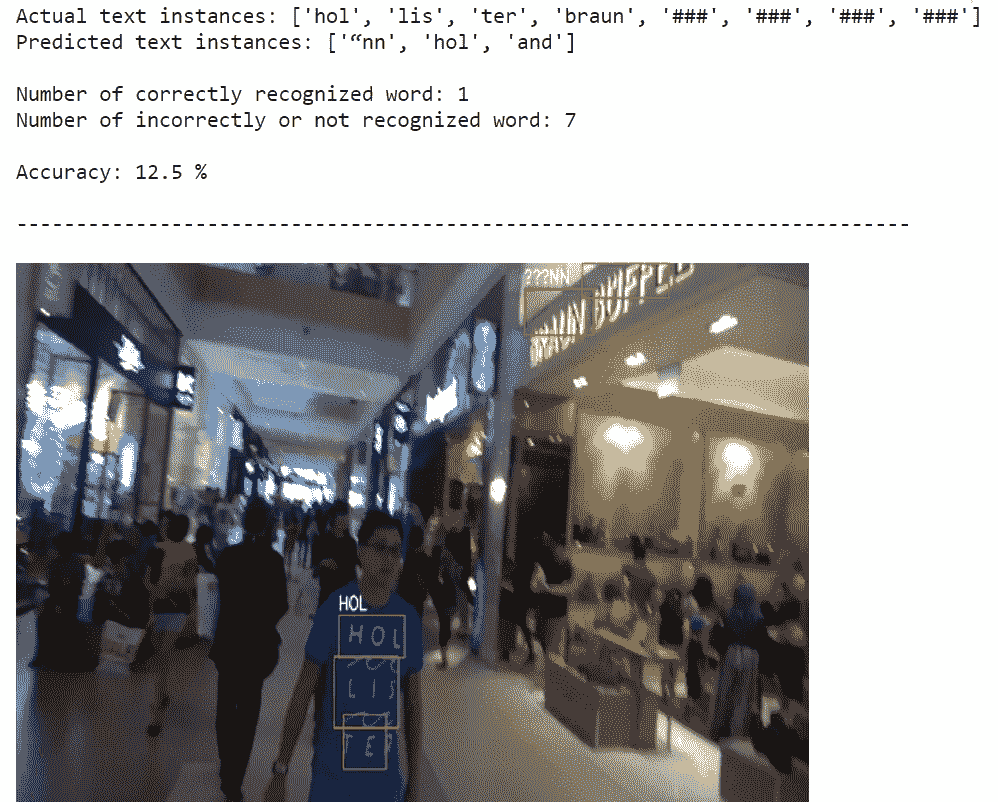 Actual text instances: ['hol', 'lis', 'ter', 'braun', '###', '###', '###', '###']
Predicted text instances: ['“nn', 'hol', 'and']
Number of correctly recognized word: 1
Number of incorrectly or not recognized word: 7
Accuracy: 12.5 %
--------------------------------------------------------------------------
???NN
HOL
HOL
LIS
TER